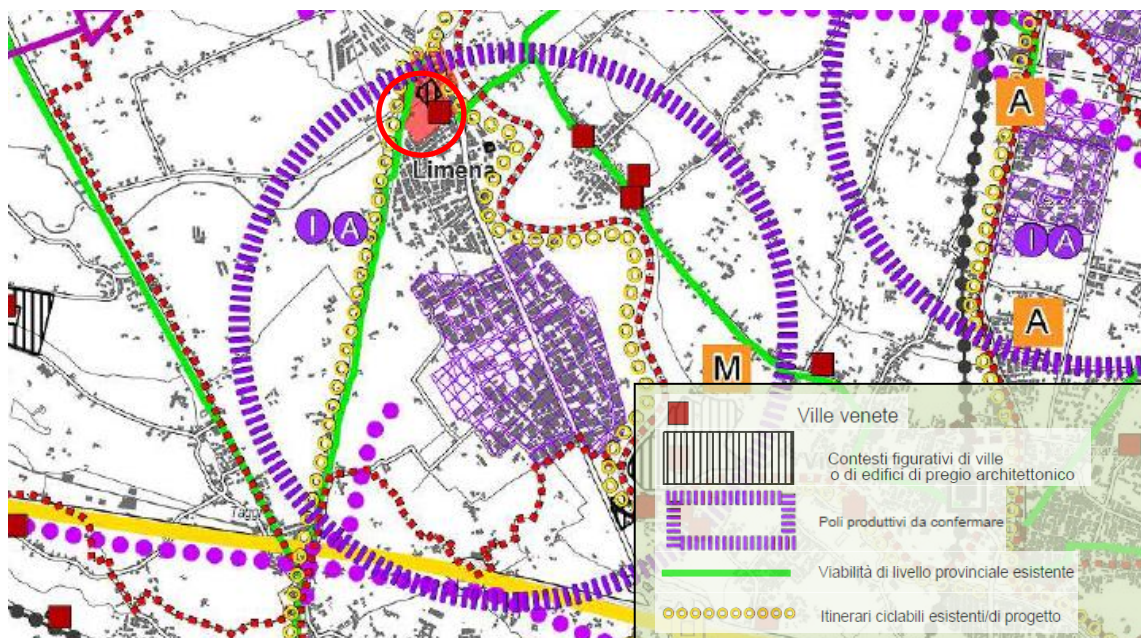 A
Limena
I A
I A
A
M
Taggi
Ville venete
Contesti figurativi di ville
o di edifici di pregio architettonico
Poli produttivi da confermare
Viabilità di livello provinciale esistente
Itinerari ciclabili esistenti/di progetto